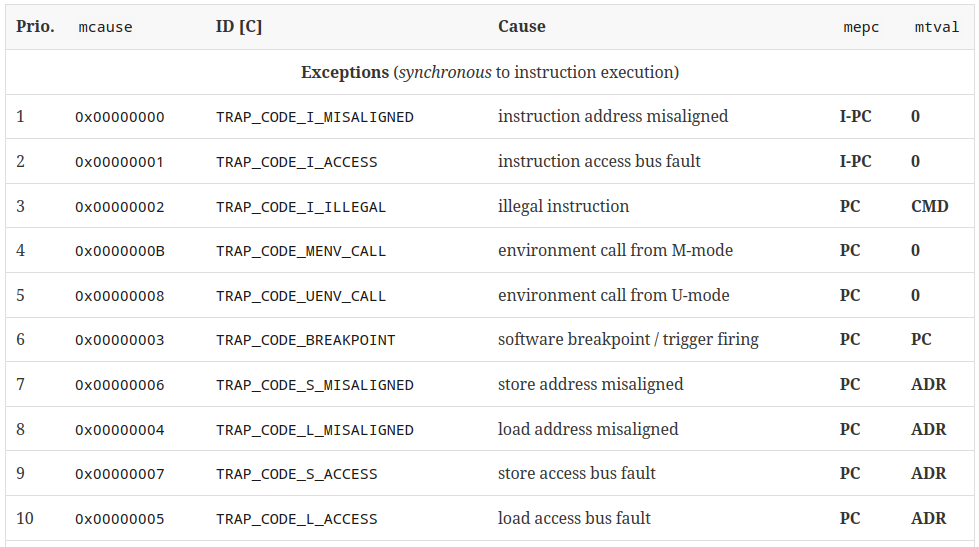 Prio. mcause ID [C] Cause mepc mtval
Exceptions (synchronous to instruction execution)
1 0x00000000 TRAP_CODE_I_MISALIGNED instruction address misaligned I-PC 0
2 0x00000001 TRAP_CODE_I_ACCESS instruction access bus fault I-PC 0
3 0x00000002 TRAP_CODE_I_ILLEGAL illegal instruction PC CMD
4 0x0000000B TRAP_CODE_MENV_CALL environment call from M-mode PC 0
5 0x00000008 TRAP_CODE_UENV_CALL environment call from U-mode PC 0
6 0x00000003 TRAP_CODE_BREAKPOINT software breakpoint / trigger firing PC PC
7 0x00000006 TRAP_CODE_S_MISALIGNED store address misaligned PC ADR
8 0x00000004 TRAP_CODE_L_MISALIGNED load address misaligned PC ADR
9 0x00000007 TRAP_CODE_S_ACCESS store access bus fault PC ADR
10 0x00000005 TRAP_CODE_L_ACCESS load access bus fault PC ADR